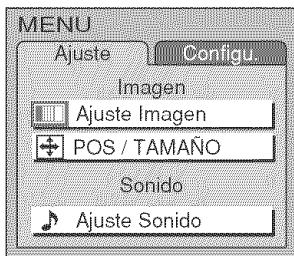 MENU
Ajuste Configu.
Imagen
Ajuste Imagen
POS / TAMAÑO
Sonido
Ajuste Sonido